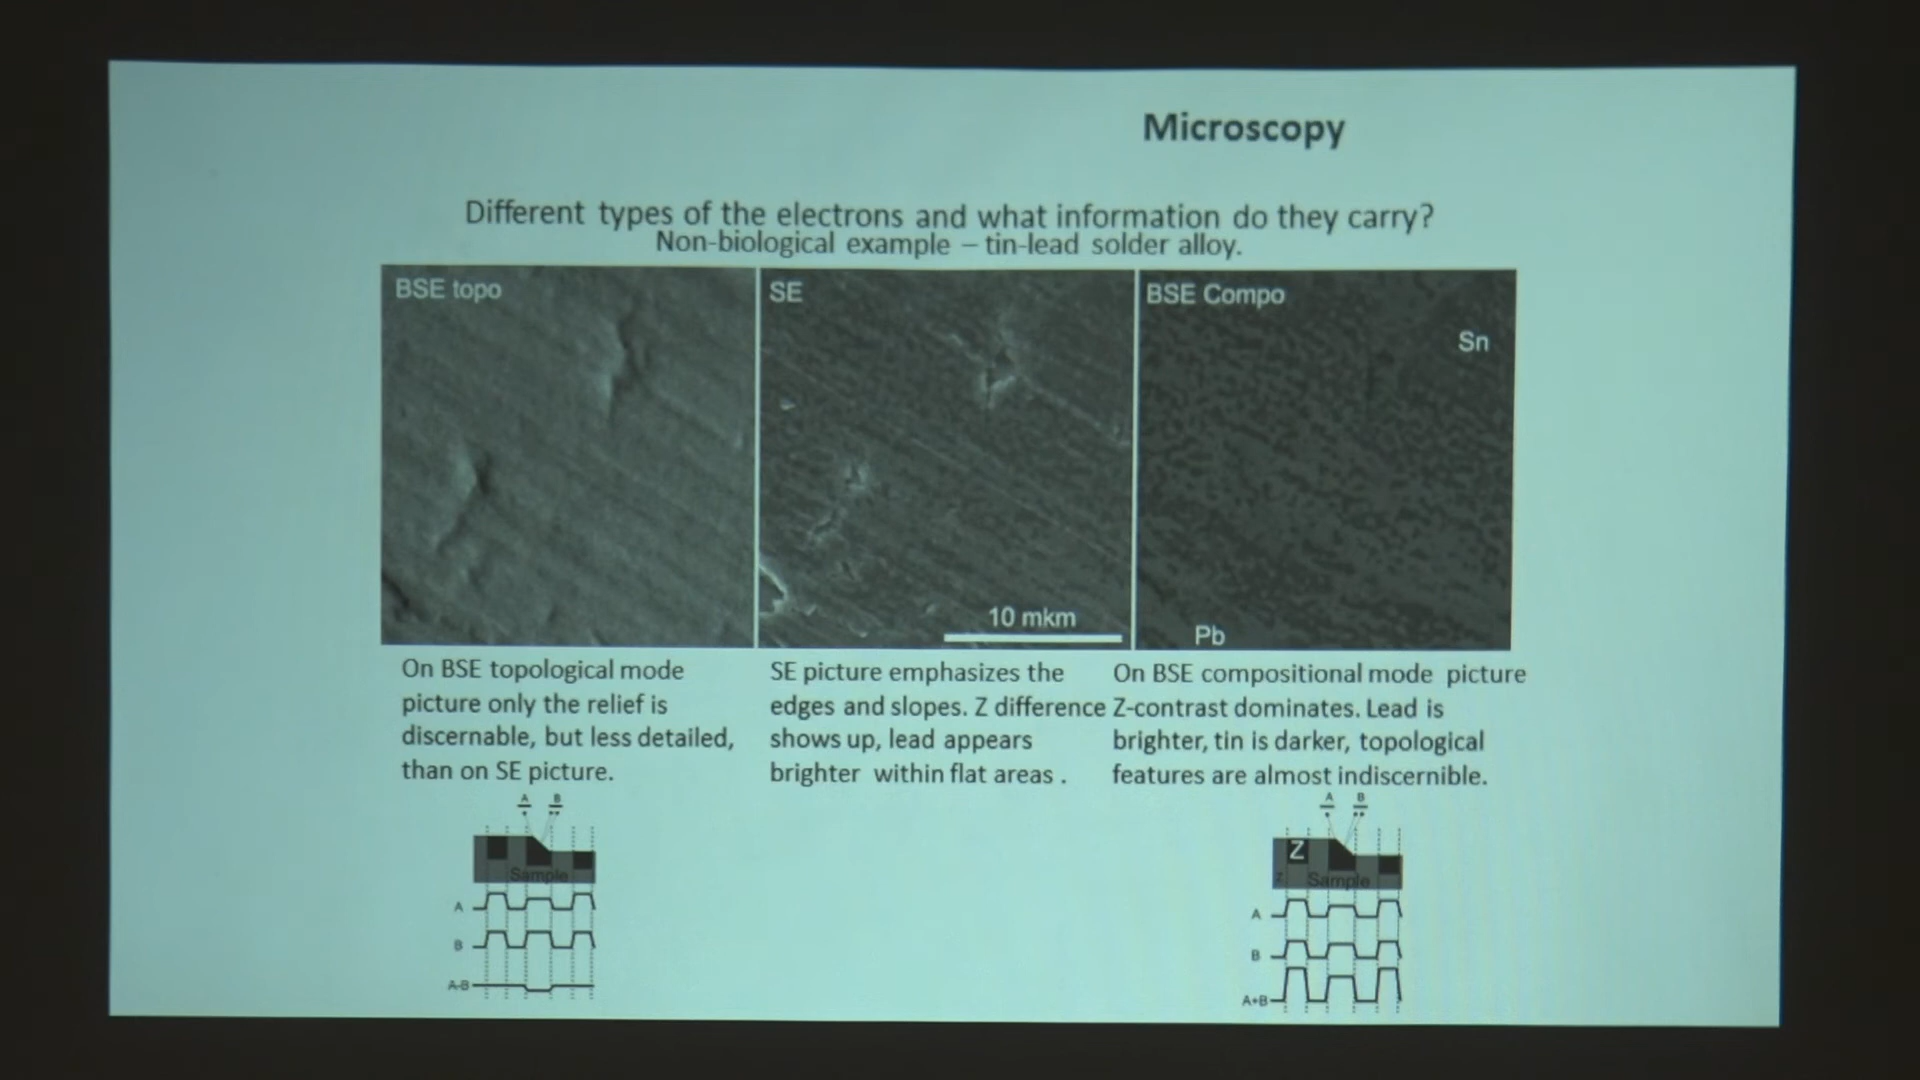 Microscopy
Different types of the electrons and what information do they carry?
Non-biological example – tin-lead solder alloy.
BSE topo
SE
10 mkm
BSE Compo
Sn
Pb
On BSE topological mode
picture only the relief is
discernable, but less detailed,
than on SE picture.
SE picture emphasizes the
edges and slopes. Z difference
shows up, lead appears
brighter within flat areas .
On BSE compositional mode picture
Z-contrast dominates. Lead is
brighter, tin is darker, topological
features are almost indiscernible.
A B
Sample
A
B
A-B
A B
Z
z Sample
A
B
A+B